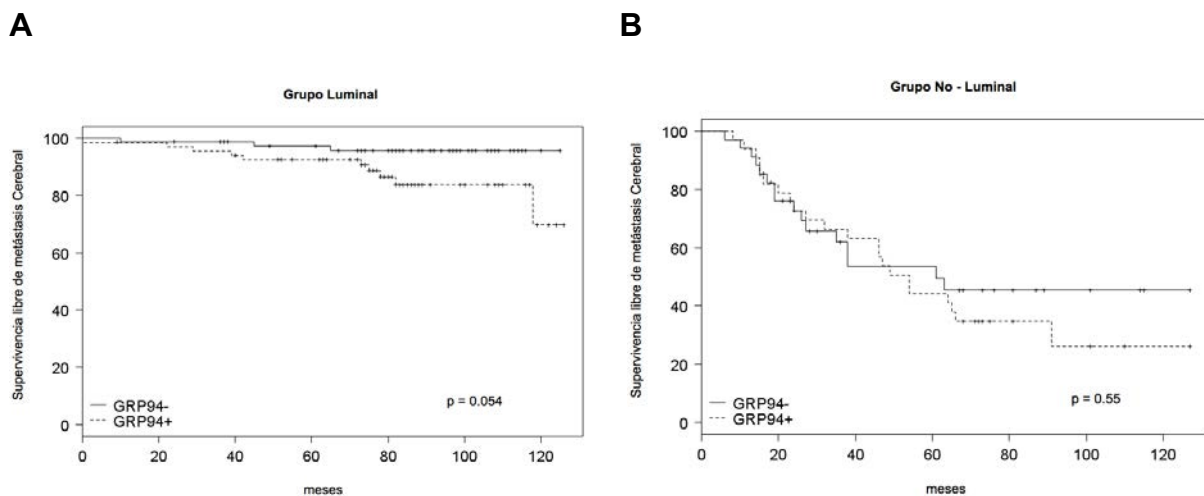 A
Grupo Luminal
Supervivencia libre de metástasis Cerebral
100
80
60
40
20
0
GRP94-
GRP94+
p = 0.054
0 20 40 60 80 100 120
meses
B
Grupo No - Luminal
Supervivencia libre de metástasis Cerebral
100
80
60
40
20
0
GRP94-
GRP94+
p = 0.55
0 20 40 60 80 100 120
meses